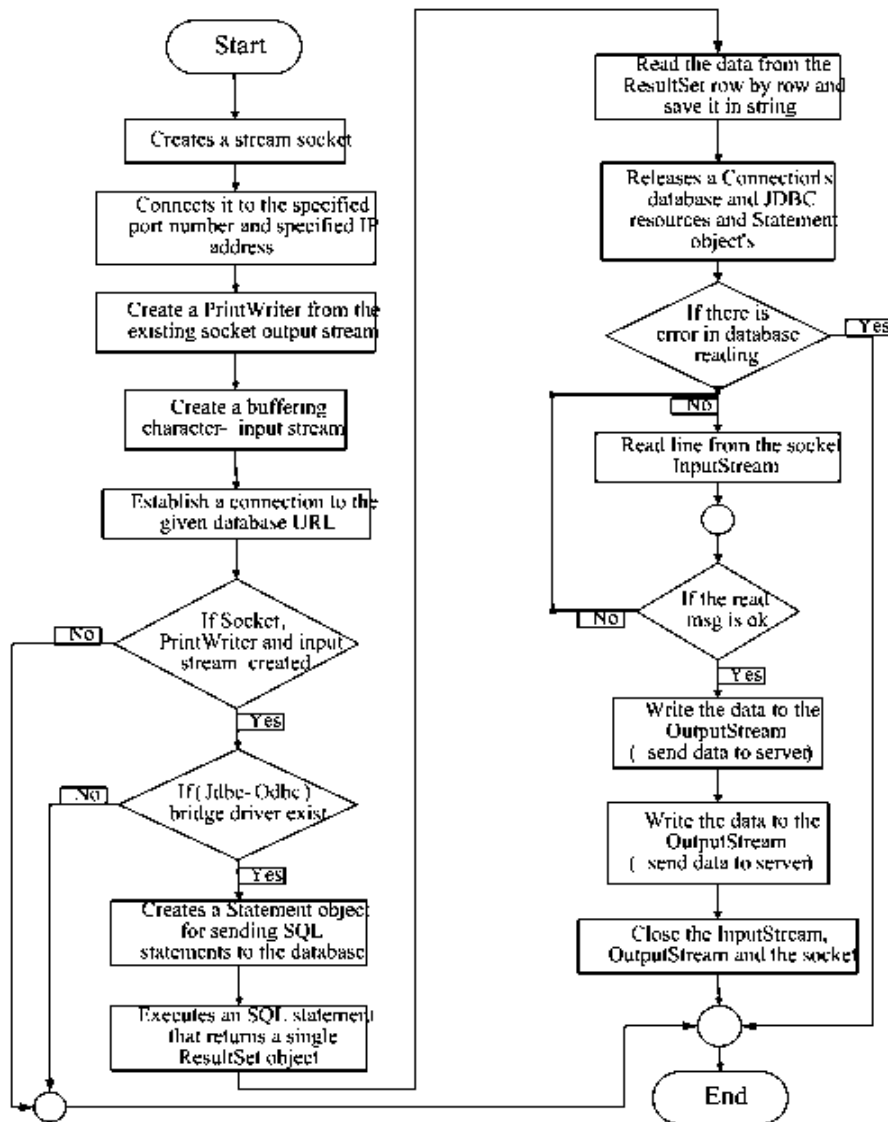 Start
Creates a stream socket
Connects it to the specified
port number and specified IP
address
Create a PrintWriter from the
existing socket output stream
Create a buffering
character- input stream
Establish a connection to the
given database URL
If Socket,
PrintWriter and input
stream created
No
Yes
If( Jdbc- Odbc )
bridge driver exist
No
Yes
Creates a Statement object
for sending SQL
statements to the database
Executes an SQL statement
that returns a single
ResultSet object
Read the data from the
ResultSet row by row and
save it in string
Releases a Connection's
database and JDBC
resources and Statement
object's
If there is
error in database
reading
Yes
No
Read line from the socket
InputStream
If the read
msg is ok
No
Yes
Write the data to the
OutputStream
( send data to server)
Write the data to the
OutputStream
( send data to server)
Close the InputStream,
OutputStream and the socket
End